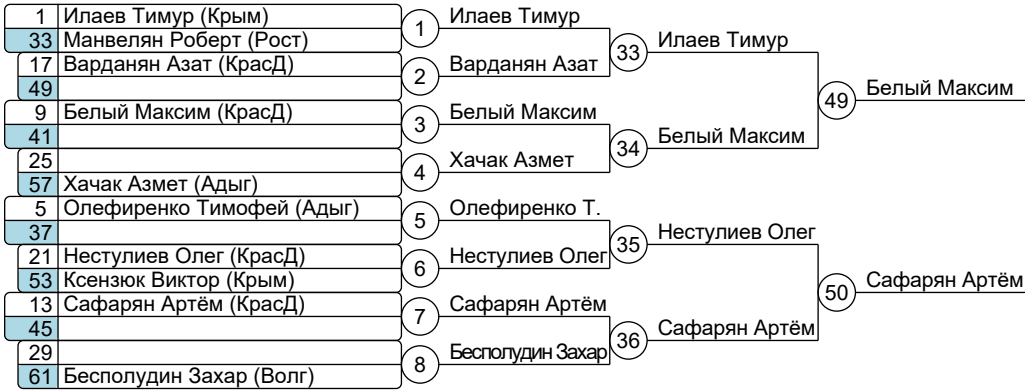 1 Илаев Тимур (Крым)
33 Манвелян Роберт (Рост)
17 Варданян Азат (КрасД)
49
9 Белый Максим (КрасД)
41
25
57 Хачак Азмет (Адыг)
5 Олефиренко Тимофей (Адыг)
37
21 Нестулиев Олег (КрасД)
53 Ксензюк Виктор (Крым)
13 Сафарян Артём (КрасД)
45
29
61 Бесполудин Захар (Волг)
1 Илаев Тимур
2 Варданян Азат
3 Белый Максим
4 Хачак Азмет
5 Олефиренко Т.
6 Нестулиев Олег
7 Сафарян Артём
8 Бесполудин Захар
33 Илаев Тимур
34 Белый Максим
35 Нестулиев Олег
36 Сафарян Артём
49 Белый Максим
50 Сафарян Артём